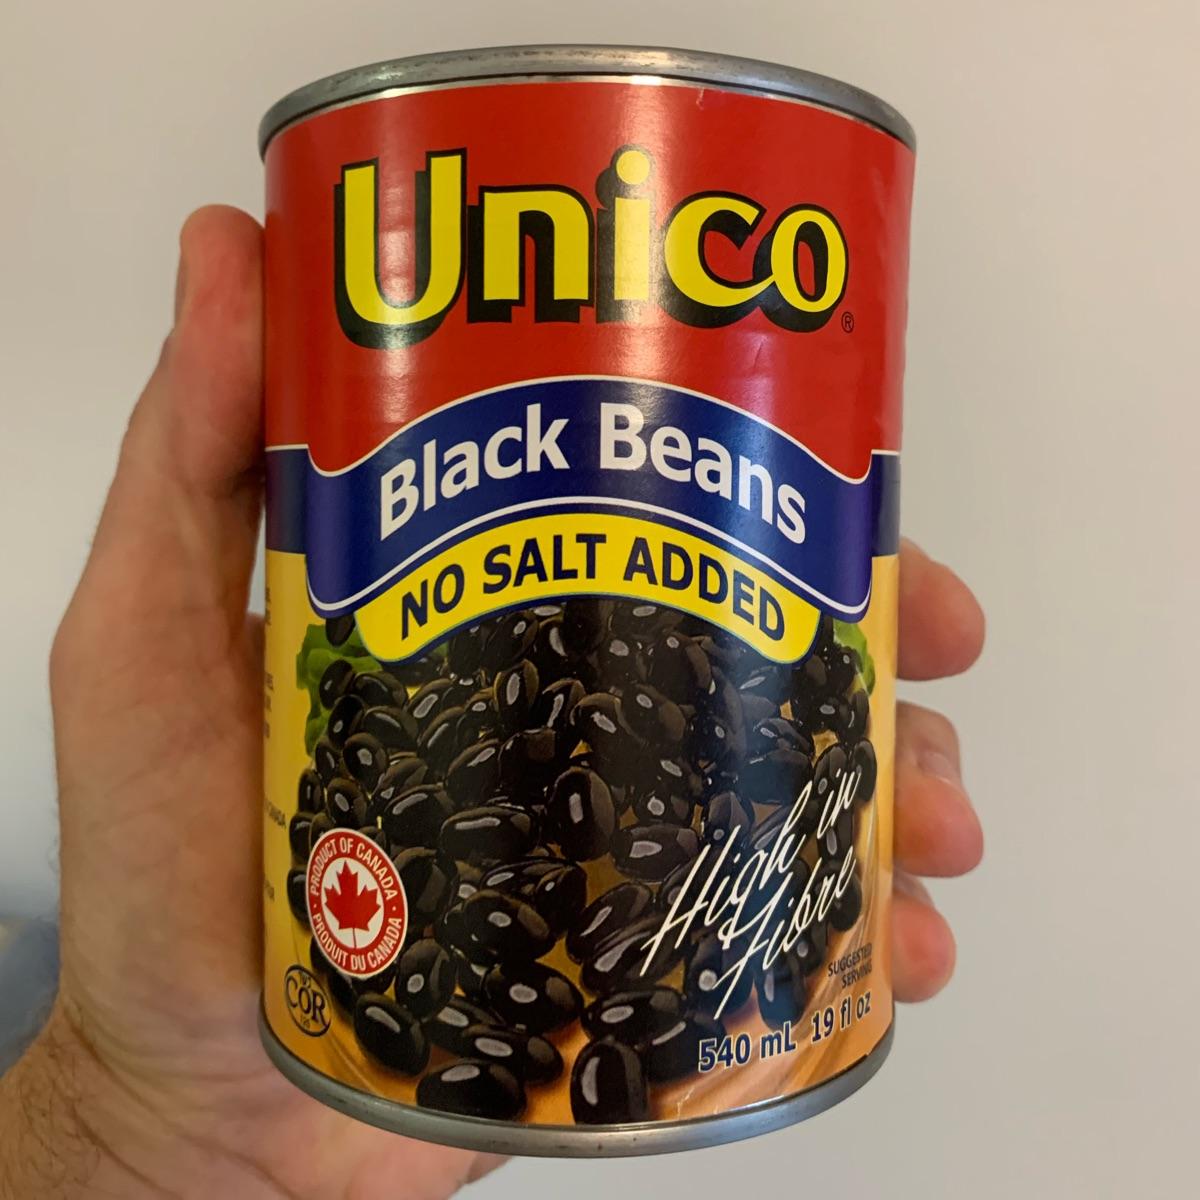 Unico®
Black Beans
NO SALT ADDED
High in
fibre
PRODUCT OF CANADA
PRODUIT DU CANADA
COR
SUGGESTED
SERVING
540 mL 19 fl oz